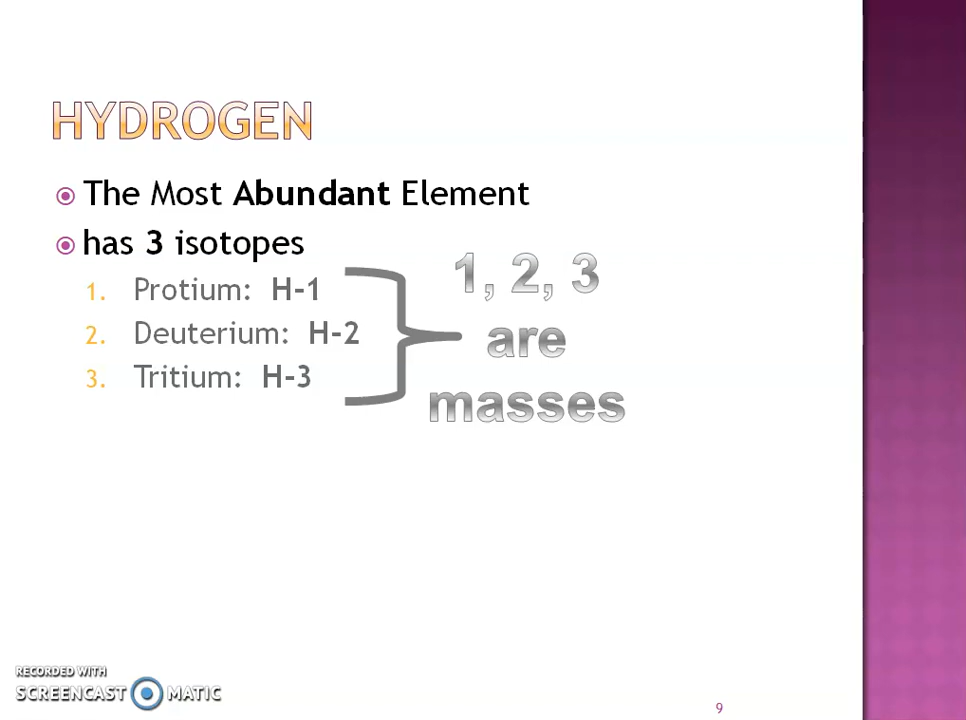 HYDROGEN
The Most Abundant Element
has 3 isotopes
1. Protium: H-1
2. Deuterium: H-2
3. Tritium: H-3
1, 2, 3
are
masses
RECORDED WITH
SCREENCAST MATIC
9